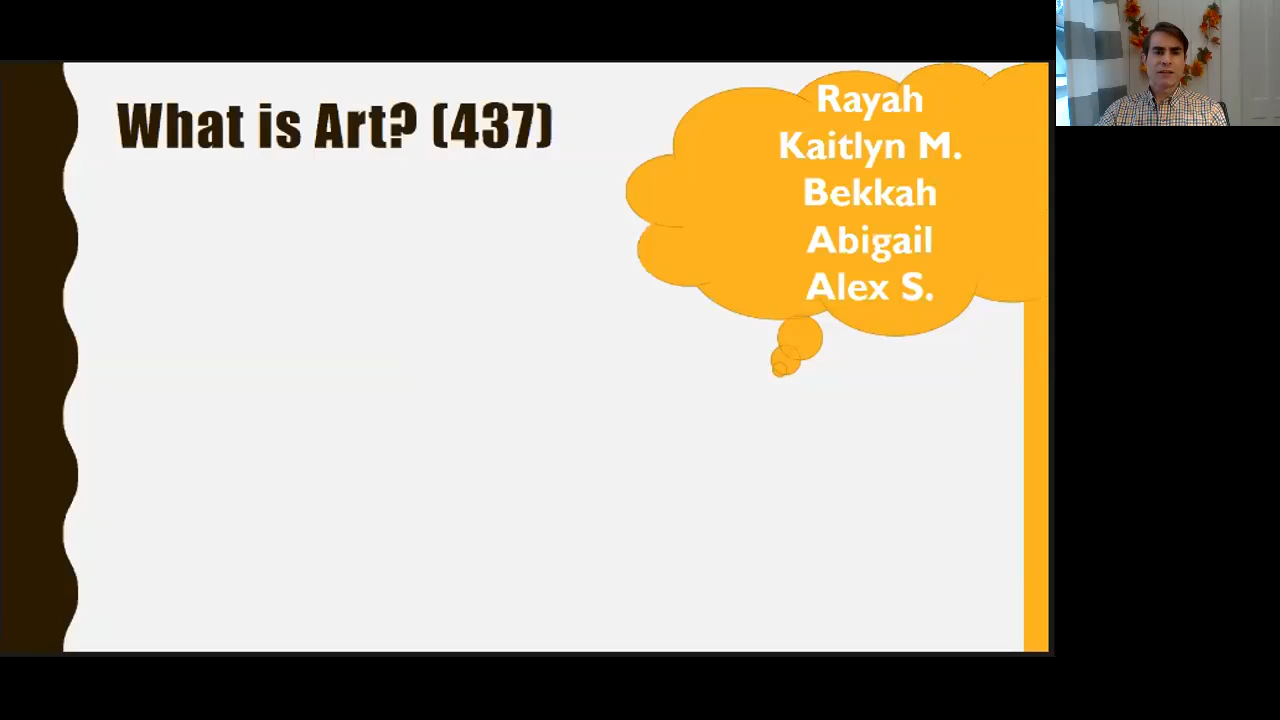 What is Art? (437)
Rayah
Kaitlyn M.
Bekkah
Abigail
Alex S.